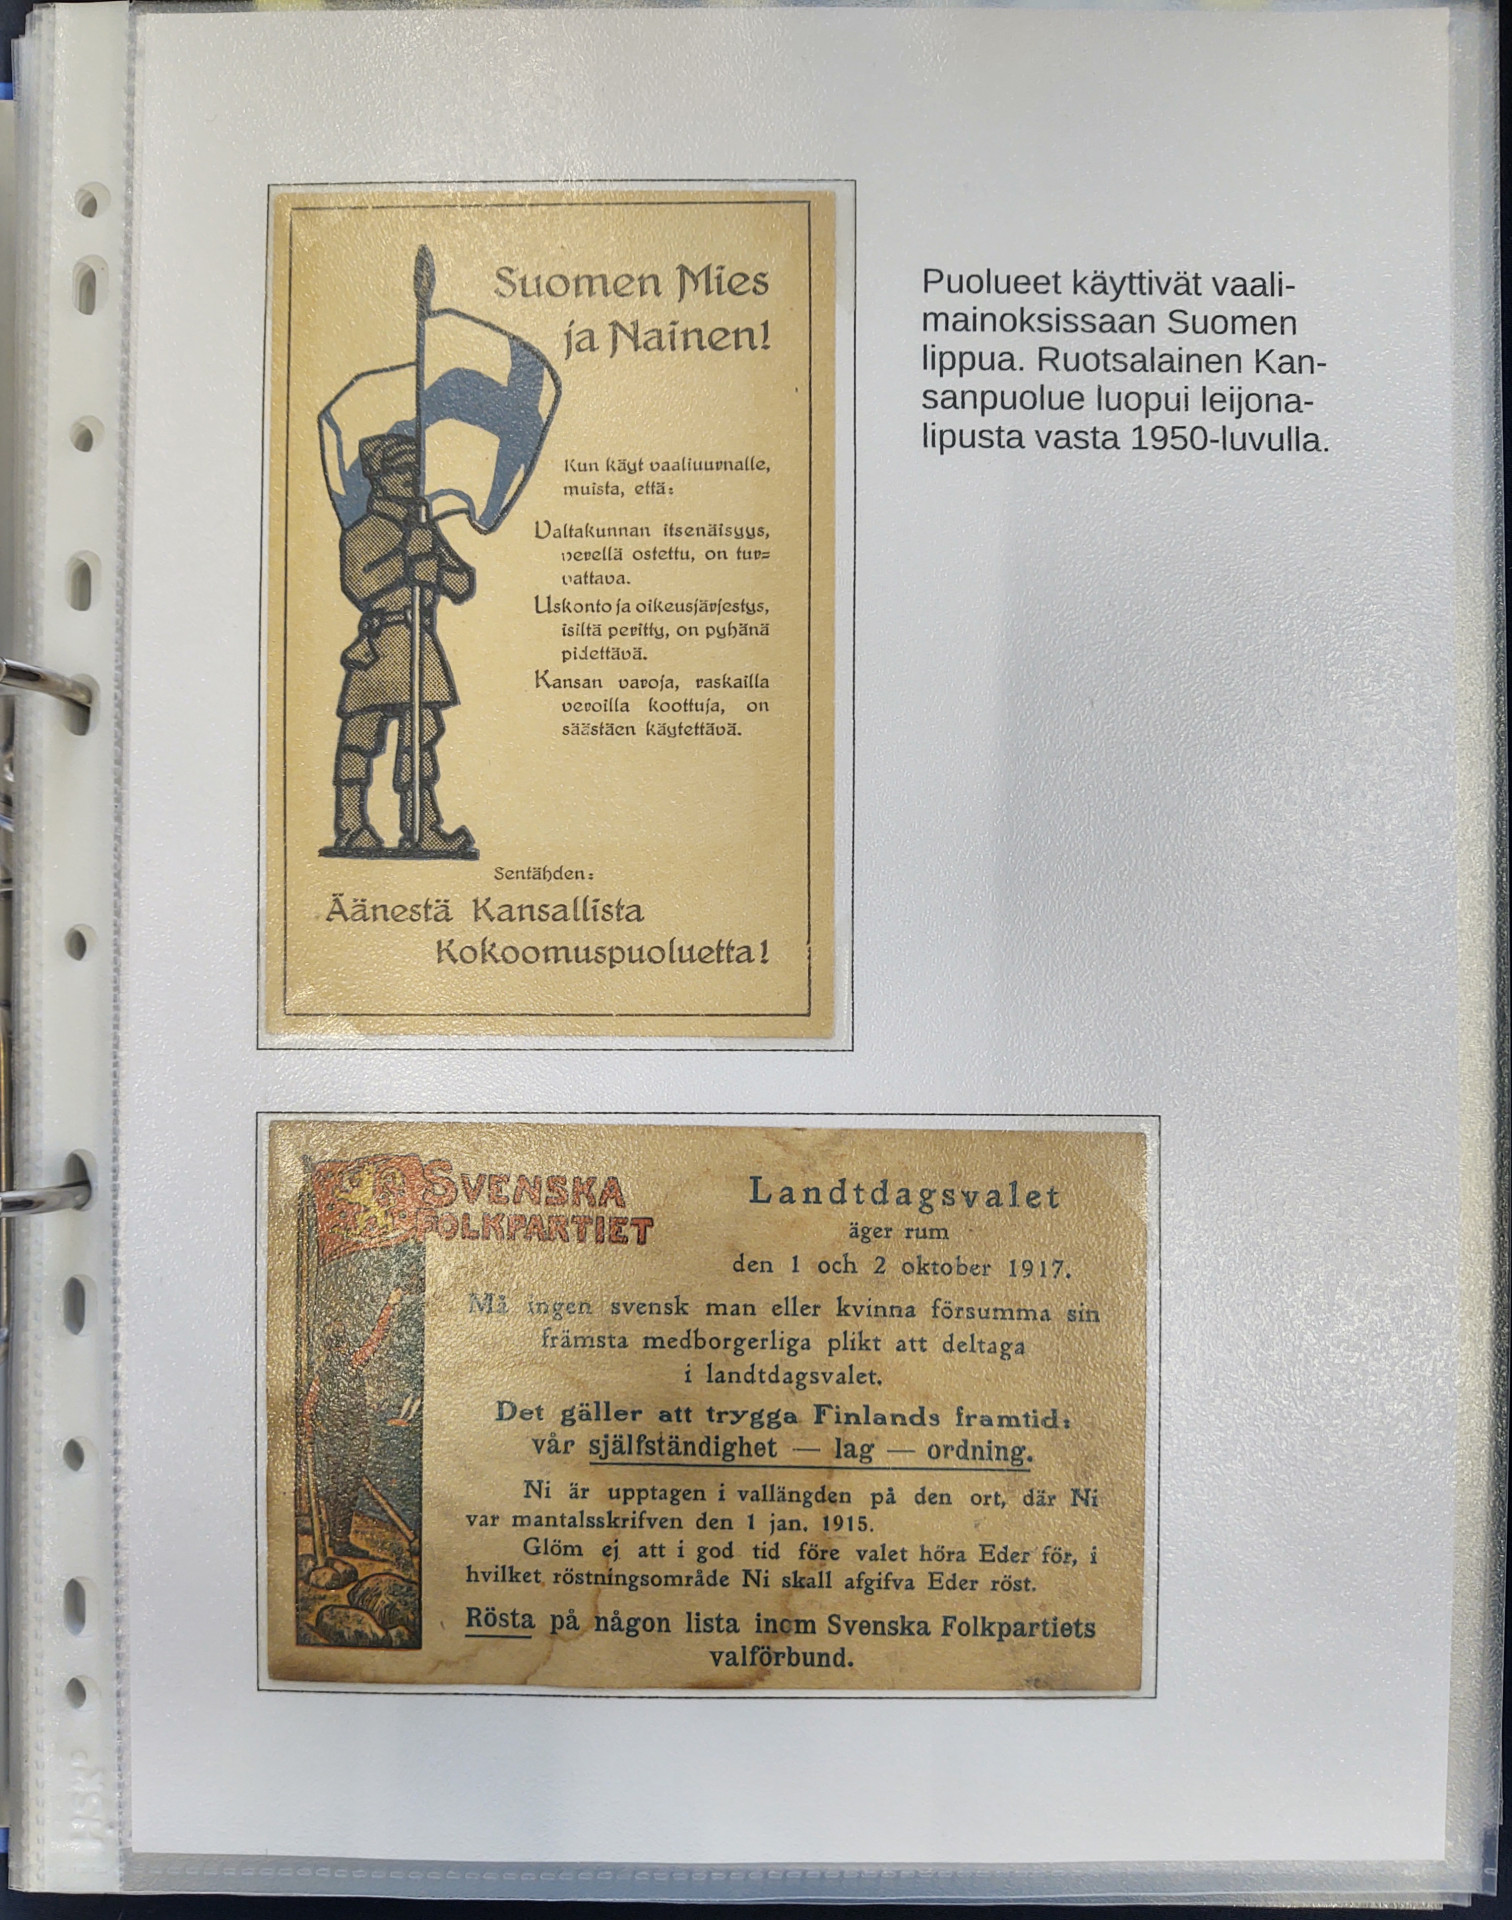 Suomen Mies
ja Nainen!
Kun käyt vaaliuurnalle,
muista, että:
Valtakunnan itsenäisyys,
verellä ostettu, on tur=
vattava.
Uskonto ja oikeusjärjestys,
isiltä peritty, on pyhänä
pidettävä.
Kansan varoja, raskailla
veroilla koottuja, on
säästäen käytettävä.
Sentähden:
Äänestä Kansallista
Kokoomuspuoluetta!
Puolueet käyttivät vaali-
mainoksissaan Suomen
lippua. Ruotsalainen Kan-
sanpuolue luopui leijona-
lipusta vasta 1950-luvulla.
SVENSKA
FOLKPARTIET
Landtdagsvalet
äger rum
den 1 och 2 oktober 1917.
Må ingen svensk man eller kvinna försumma sin
främsta medborgerliga plikt att deltaga
i landtdagsvalet.
Det gäller att trygga Finlands framtid:
vår själfständighet — lag — ordning.
Ni är upptagen i vallängden på den ort, där Ni
var mantalsskrifven den 1 jan. 1915.
Glöm ej att i god tid före valet höra Eder för, i
hvilket röstningsområde Ni skall afgifva Eder röst.
Rösta på någon lista inom Svenska Folkpartiets
valförbund.